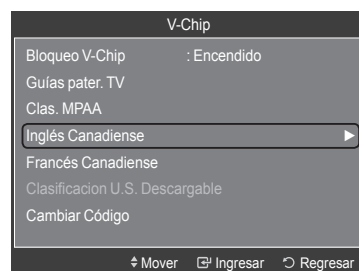 V-Chip
Bloqueo V-Chip : Encendido
Guías pater. TV
Clas. MPAA
Inglés Canadiense
Francés Canadiense
Clasificacion U.S. Descargable
Cambiar Código
Mover Ingresar Regresar